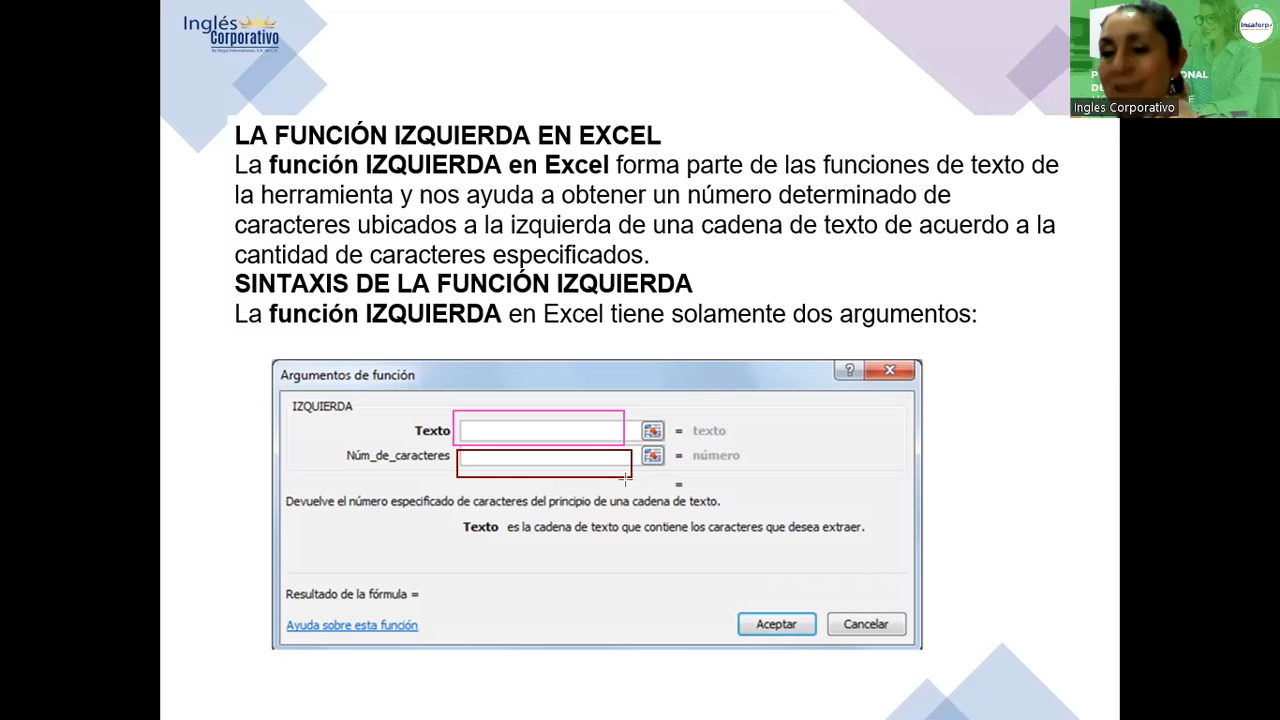 Inglés
Corporativo
LA FUNCIÓN IZQUIERDA EN EXCEL
La función IZQUIERDA en Excel forma parte de las funciones de texto de
la herramienta y nos ayuda a obtener un número determinado de
caracteres ubicados a la izquierda de una cadena de texto de acuerdo a la
cantidad de caracteres especificados.
SINTAXIS DE LA FUNCIÓN IZQUIERDA
La función IZQUIERDA en Excel tiene solamente dos argumentos:
Argumentos de función
?
IZQUIERDA
Texto = texto
Núm_de_caracteres = número
=
Devuelve el número especificado de caracteres del principio de una cadena de texto.
Texto es la cadena de texto que contiene los caracteres que desea extraer.
Resultado de la fórmula =
Ayuda sobre esta función
Aceptar Cancelar
Insaforp
Ingles Corporativo